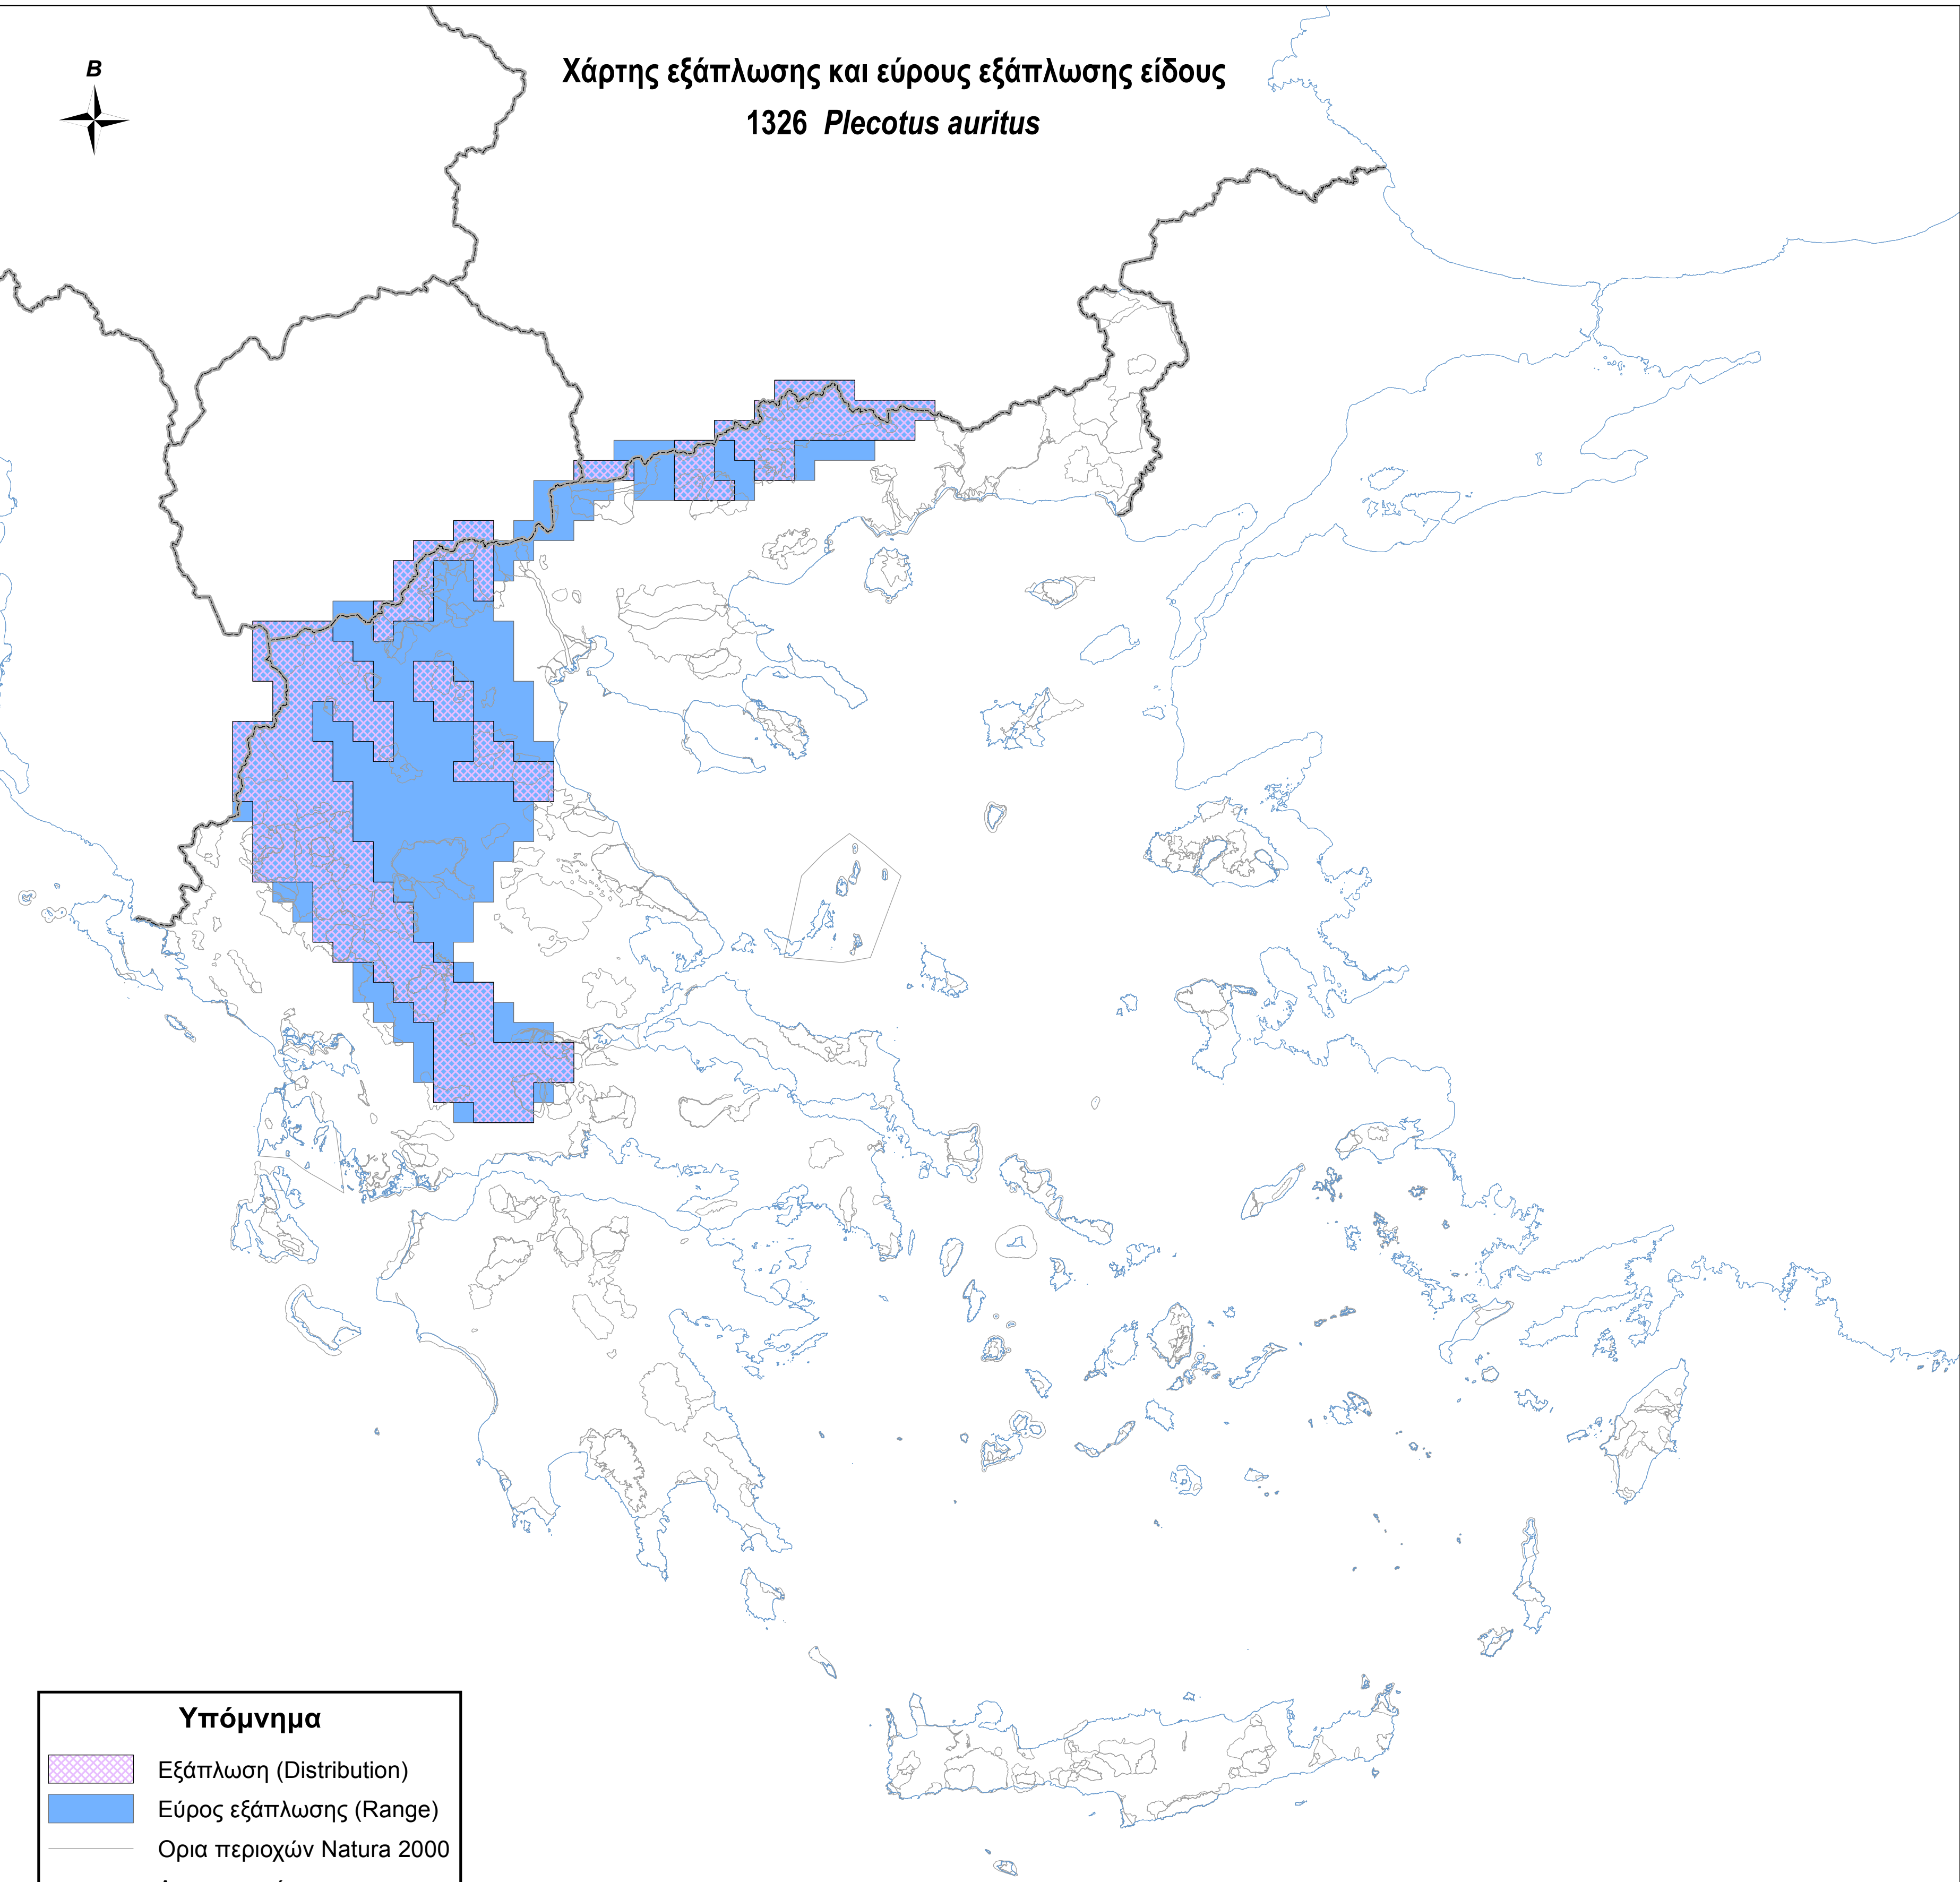 Χάρτης εξάπλωσης και εύρους εξάπλωσης είδους
1326 Plecotus auritus
Β
Υπόμνημα
Εξάπλωση (Distribution)
Εύρος εξάπλωσης (Range)
Ορια περιοχών Natura 2000